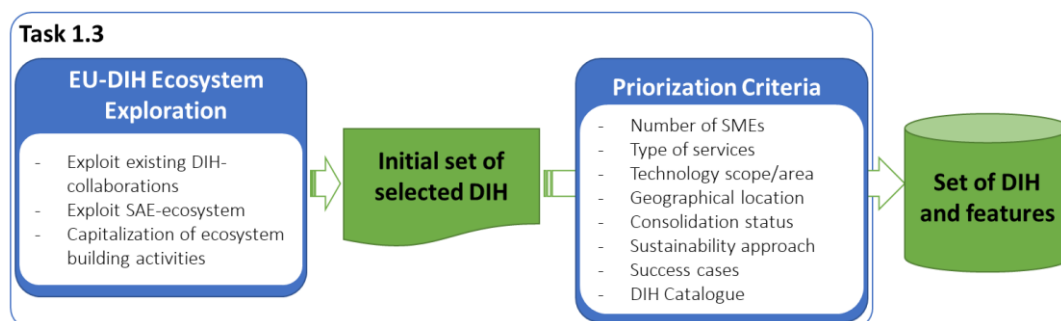 Task 1.3
EU-DIH Ecosystem
Exploration
- Exploit existing DIH-
collaborations
- Exploit SAE-ecosystem
- Capitalization of ecosystem
building activities
Initial set of
selected DIH
Priorization Criteria
- Number of SMEs
- Type of services
- Technology scope/area
- Geographical location
- Consolidation status
- Sustainability approach
- Success cases
- DIH Catalogue
Set of DIH
and features